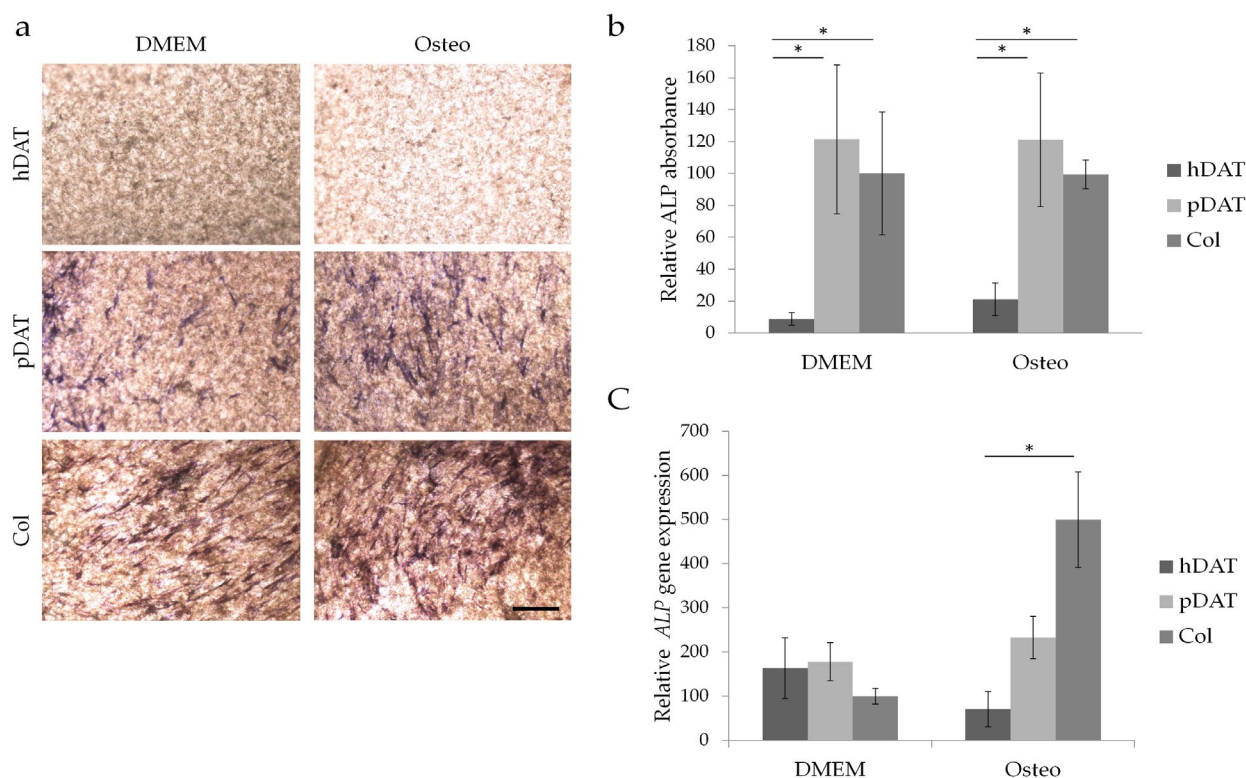 a
DMEM
Osteo
hDAT
pDAT
Col
b
Relative ALP absorbance
180
160
140
120
100
80
60
40
20
0
*
*
*
*
DMEM
Osteo
hDAT
pDAT
Col
C
Relative ALP gene expression
700
600
500
400
300
200
100
0
*
DMEM
Osteo
hDAT
pDAT
Col